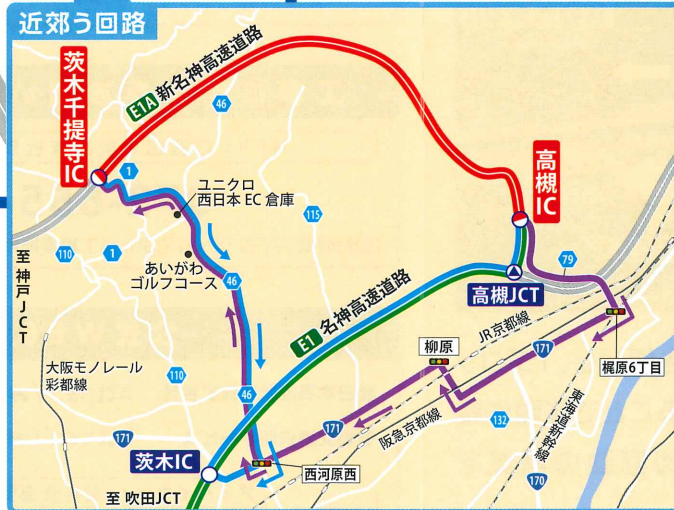 近郊う回路
茨木千提寺IC
E1A 新名神高速道路
46
高槻IC
1
ユニクロ
西日本 EC 倉庫
115
79
110
1
あいがわ
ゴルフコース
46
至神戸JCT
高槻JCT
E1 名神高速道路
JR京都線
柳原
171
梶原6丁目
大阪モノレール
彩都線
110
46
阪急京都線
132
東海道新幹線
171
171
茨木IC
西河原西
170
至 吹田JCT